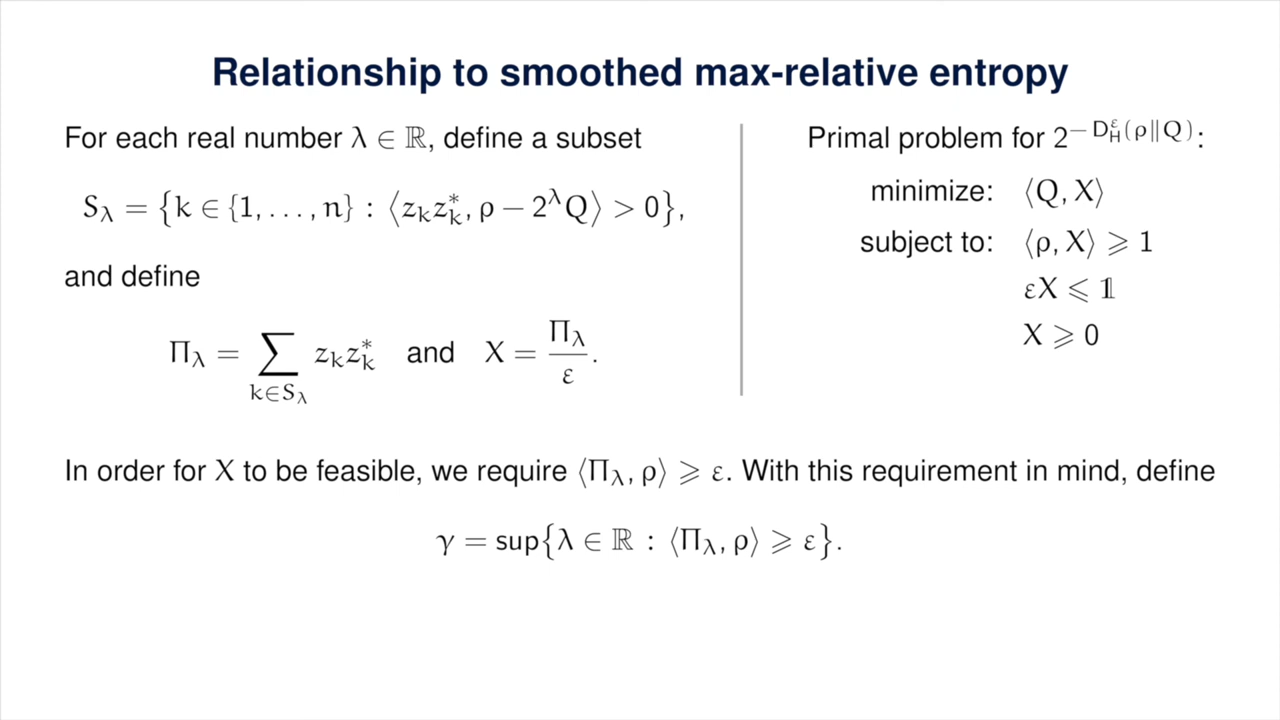 Relationship to smoothed max-relative entropy
For each real number λ ∈ ℝ, define a subset
S_λ = {k ∈ {1, . . . , n} : ⟨z_k z_k^*, ρ − 2^λ Q⟩ > 0},
and define
Π_λ = ∑_{k∈S_λ} z_k z_k^* and X = Π_λ / ε.
Primal problem for 2^{− D_H^ε(ρ‖Q)}:
minimize: ⟨Q, X⟩
subject to: ⟨ρ, X⟩ ⩾ 1
εX ⩽ 𝟙
X ⩾ 0
In order for X to be feasible, we require ⟨Π_λ, ρ⟩ ⩾ ε. With this requirement in mind, define
γ = sup{λ ∈ ℝ : ⟨Π_λ, ρ⟩ ⩾ ε}.